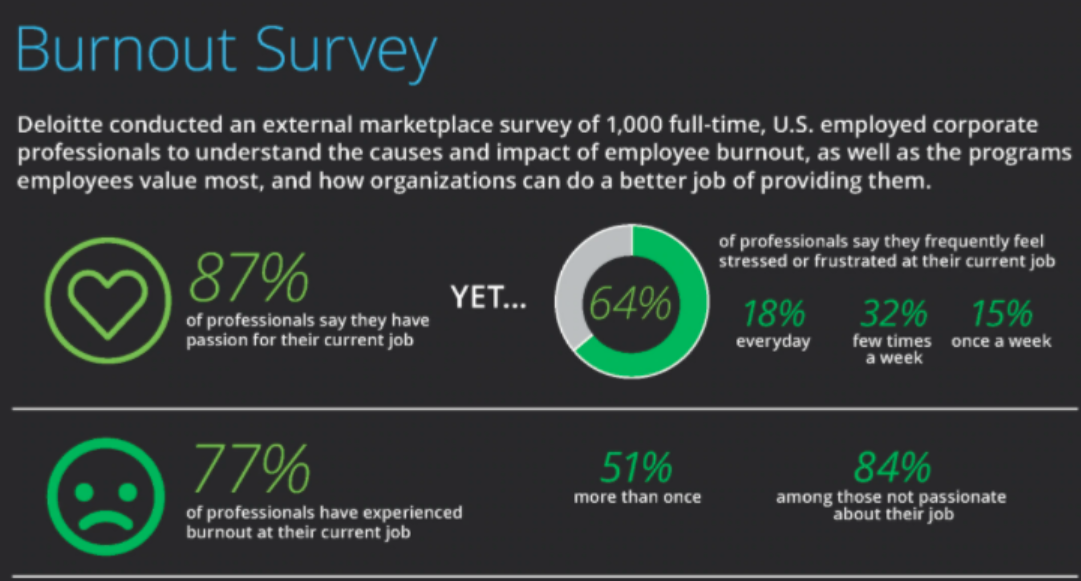 Burnout Survey
Deloitte conducted an external marketplace survey of 1,000 full-time, U.S. employed corporate
professionals to understand the causes and impact of employee burnout, as well as the programs
employees value most, and how organizations can do a better job of providing them.
87%
of professionals say they have
passion for their current job
YET...
64%
of professionals say they frequently feel
stressed or frustrated at their current job
18%
everyday
32%
few times
a week
15%
once a week
77%
of professionals have experienced
burnout at their current job
51%
more than once
84%
among those not passionate
about their job